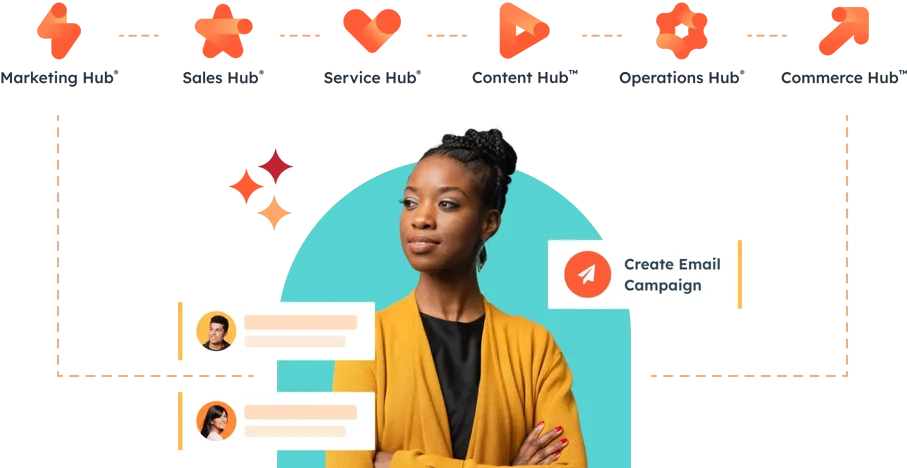 Marketing Hub®
Sales Hub®
Service Hub®
Content Hub™
Operations Hub®
Commerce Hub™
Create Email
Campaign